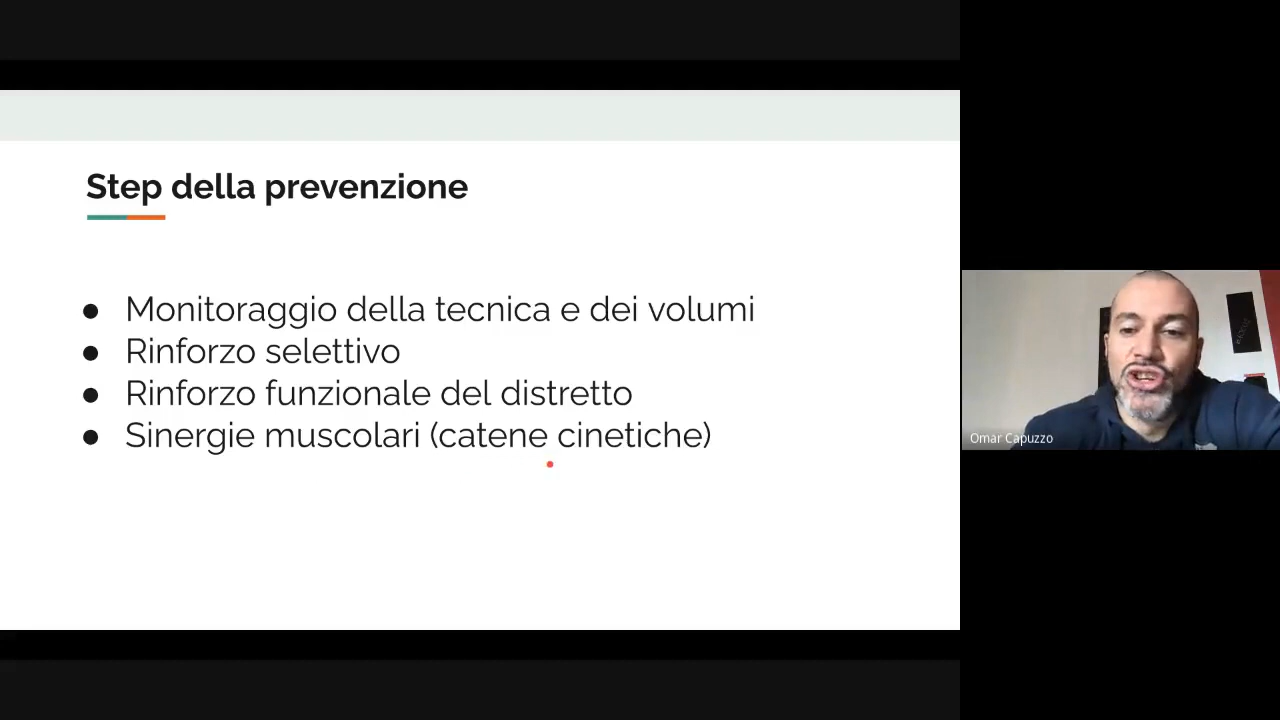 Step della prevenzione
● Monitoraggio della tecnica e dei volumi
● Rinforzo selettivo
● Rinforzo funzionale del distretto
● Sinergie muscolari (catene cinetiche)
Omar Capuzzo